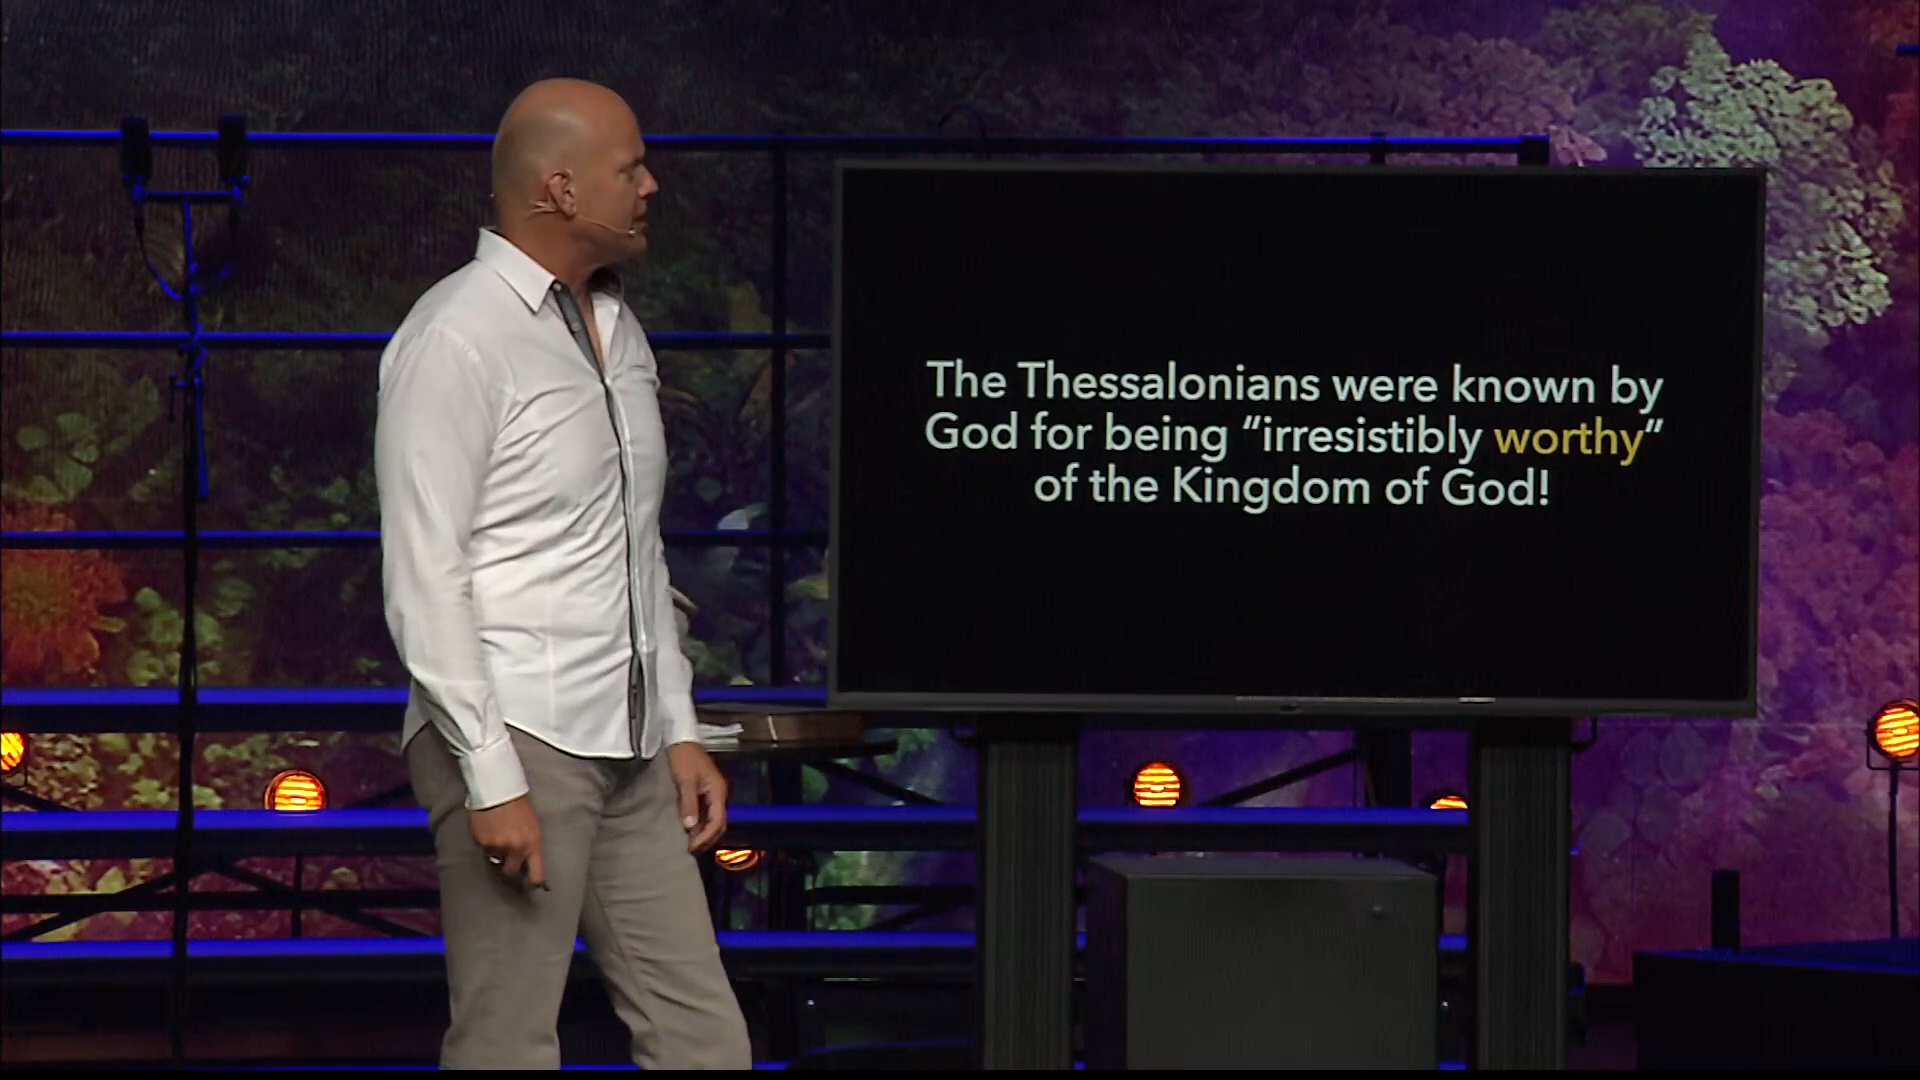 The Thessalonians were known by
God for being “irresistibly worthy“
of the Kingdom of God!